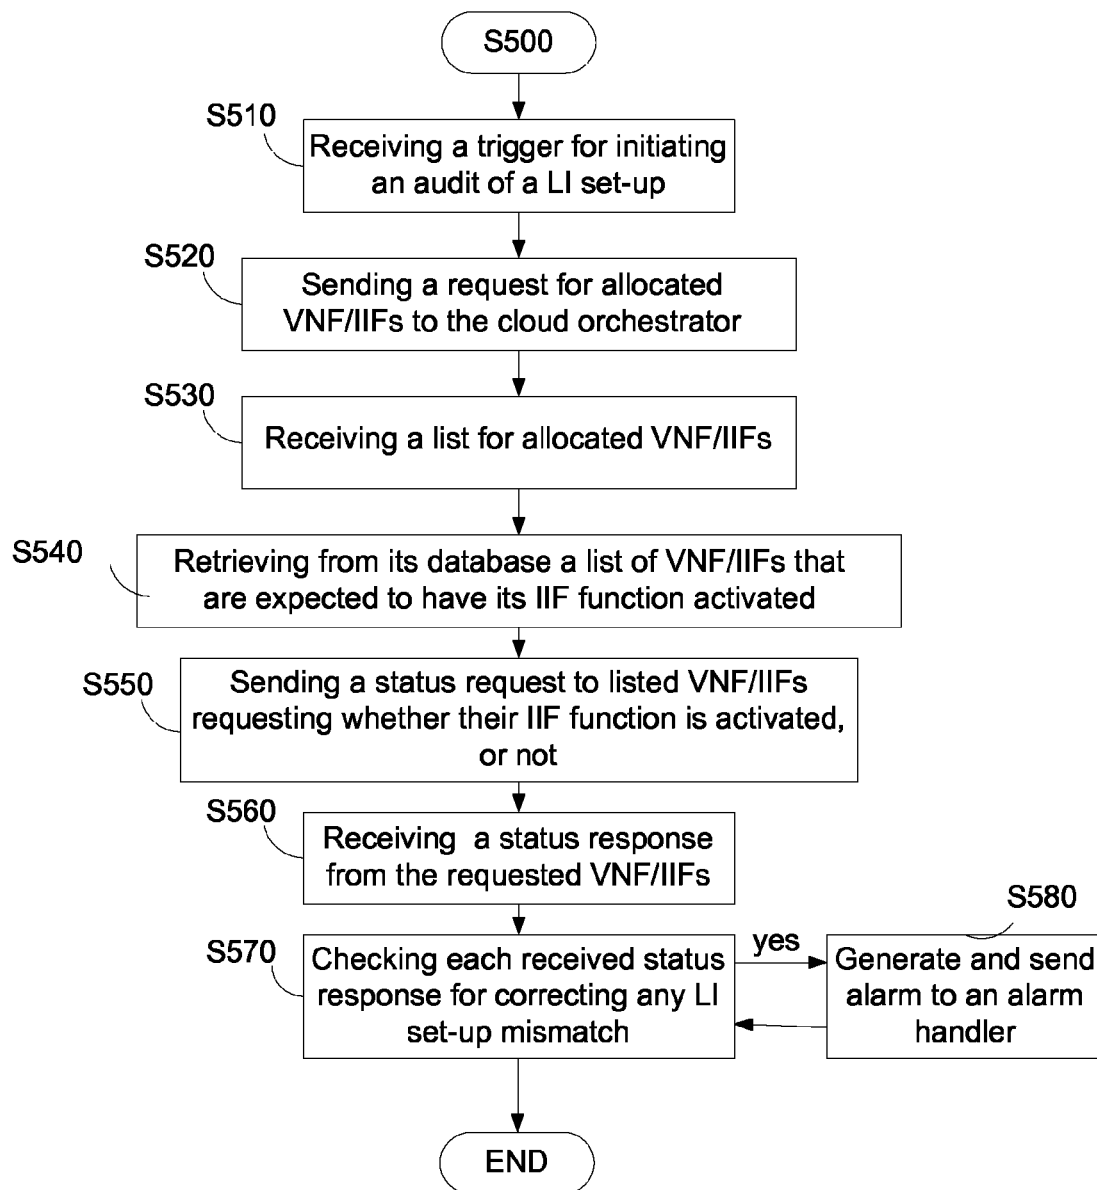 S500
S510
Receiving a trigger for initiating
an audit of a LI set-up
S520
Sending a request for allocated
VNF/IIFs to the cloud orchestrator
S530
Receiving a list for allocated VNF/IIFs
S540
Retrieving from its database a list of VNF/IIFs that
are expected to have its IIF function activated
S550
Sending a status request to listed VNF/IIFs
requesting whether their IIF function is activated,
or not
S560
Receiving a status response
from the requested VNF/IIFs
S570
Checking each received status
response for correcting any LI
set-up mismatch
yes
S580
Generate and send
alarm to an alarm
handler
END